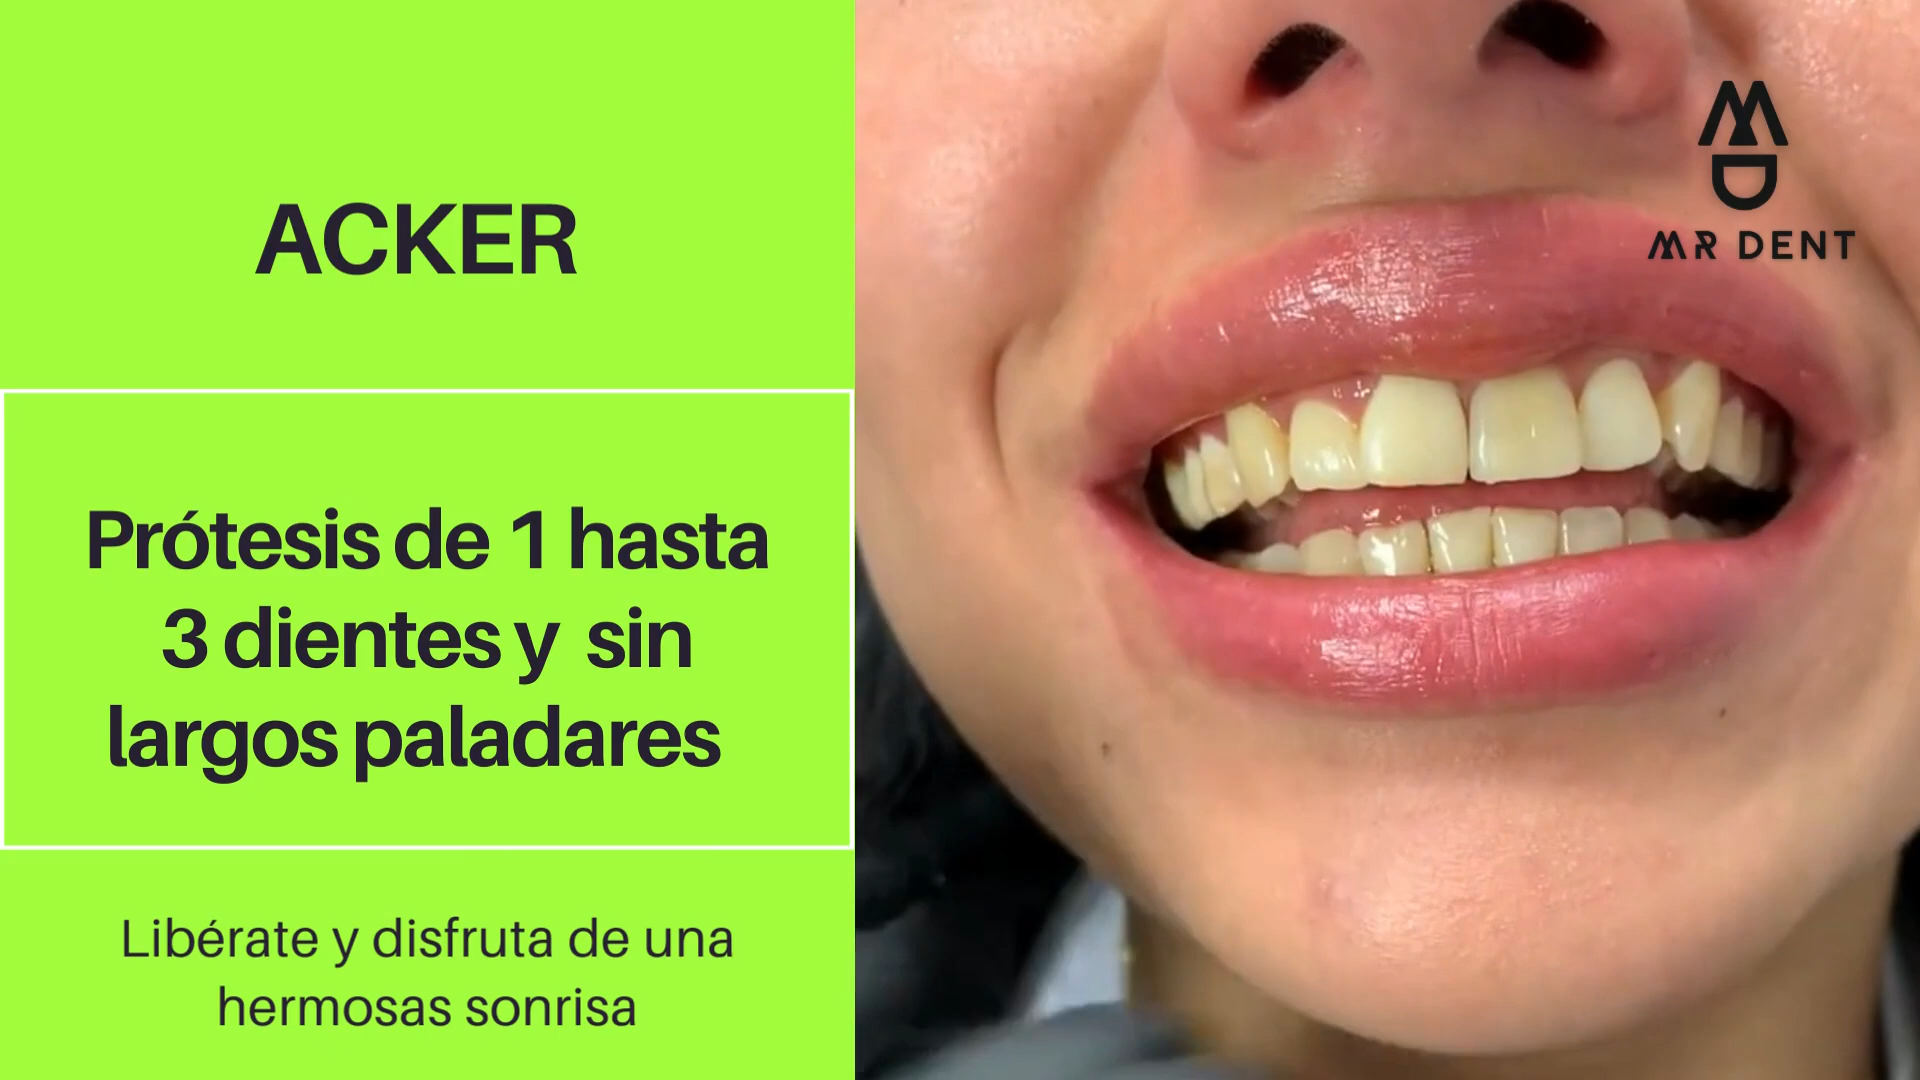 ACKER
Prótesis de 1 hasta
3 dientes y  sin
largos paladares
Libérate y disfruta de una
hermosas sonrisa
MR DENT